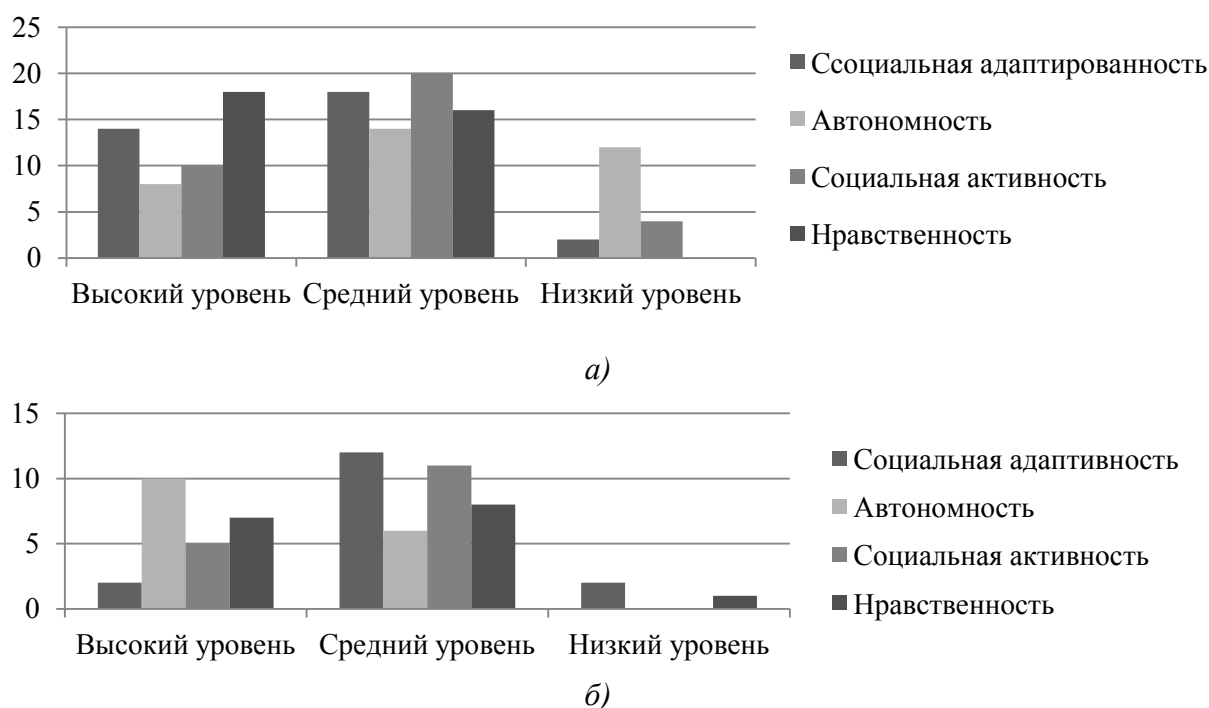 25
20
15
10
5
0
Высокий уровень Средний уровень Низкий уровень
Ссоциальная адаптированность
Автономность
Социальная активность
Нравственность
а)
15
10
5
0
Высокий уровень Средний уровень Низкий уровень
Социальная адаптивность
Автономность
Социальная активность
Нравственность
б)